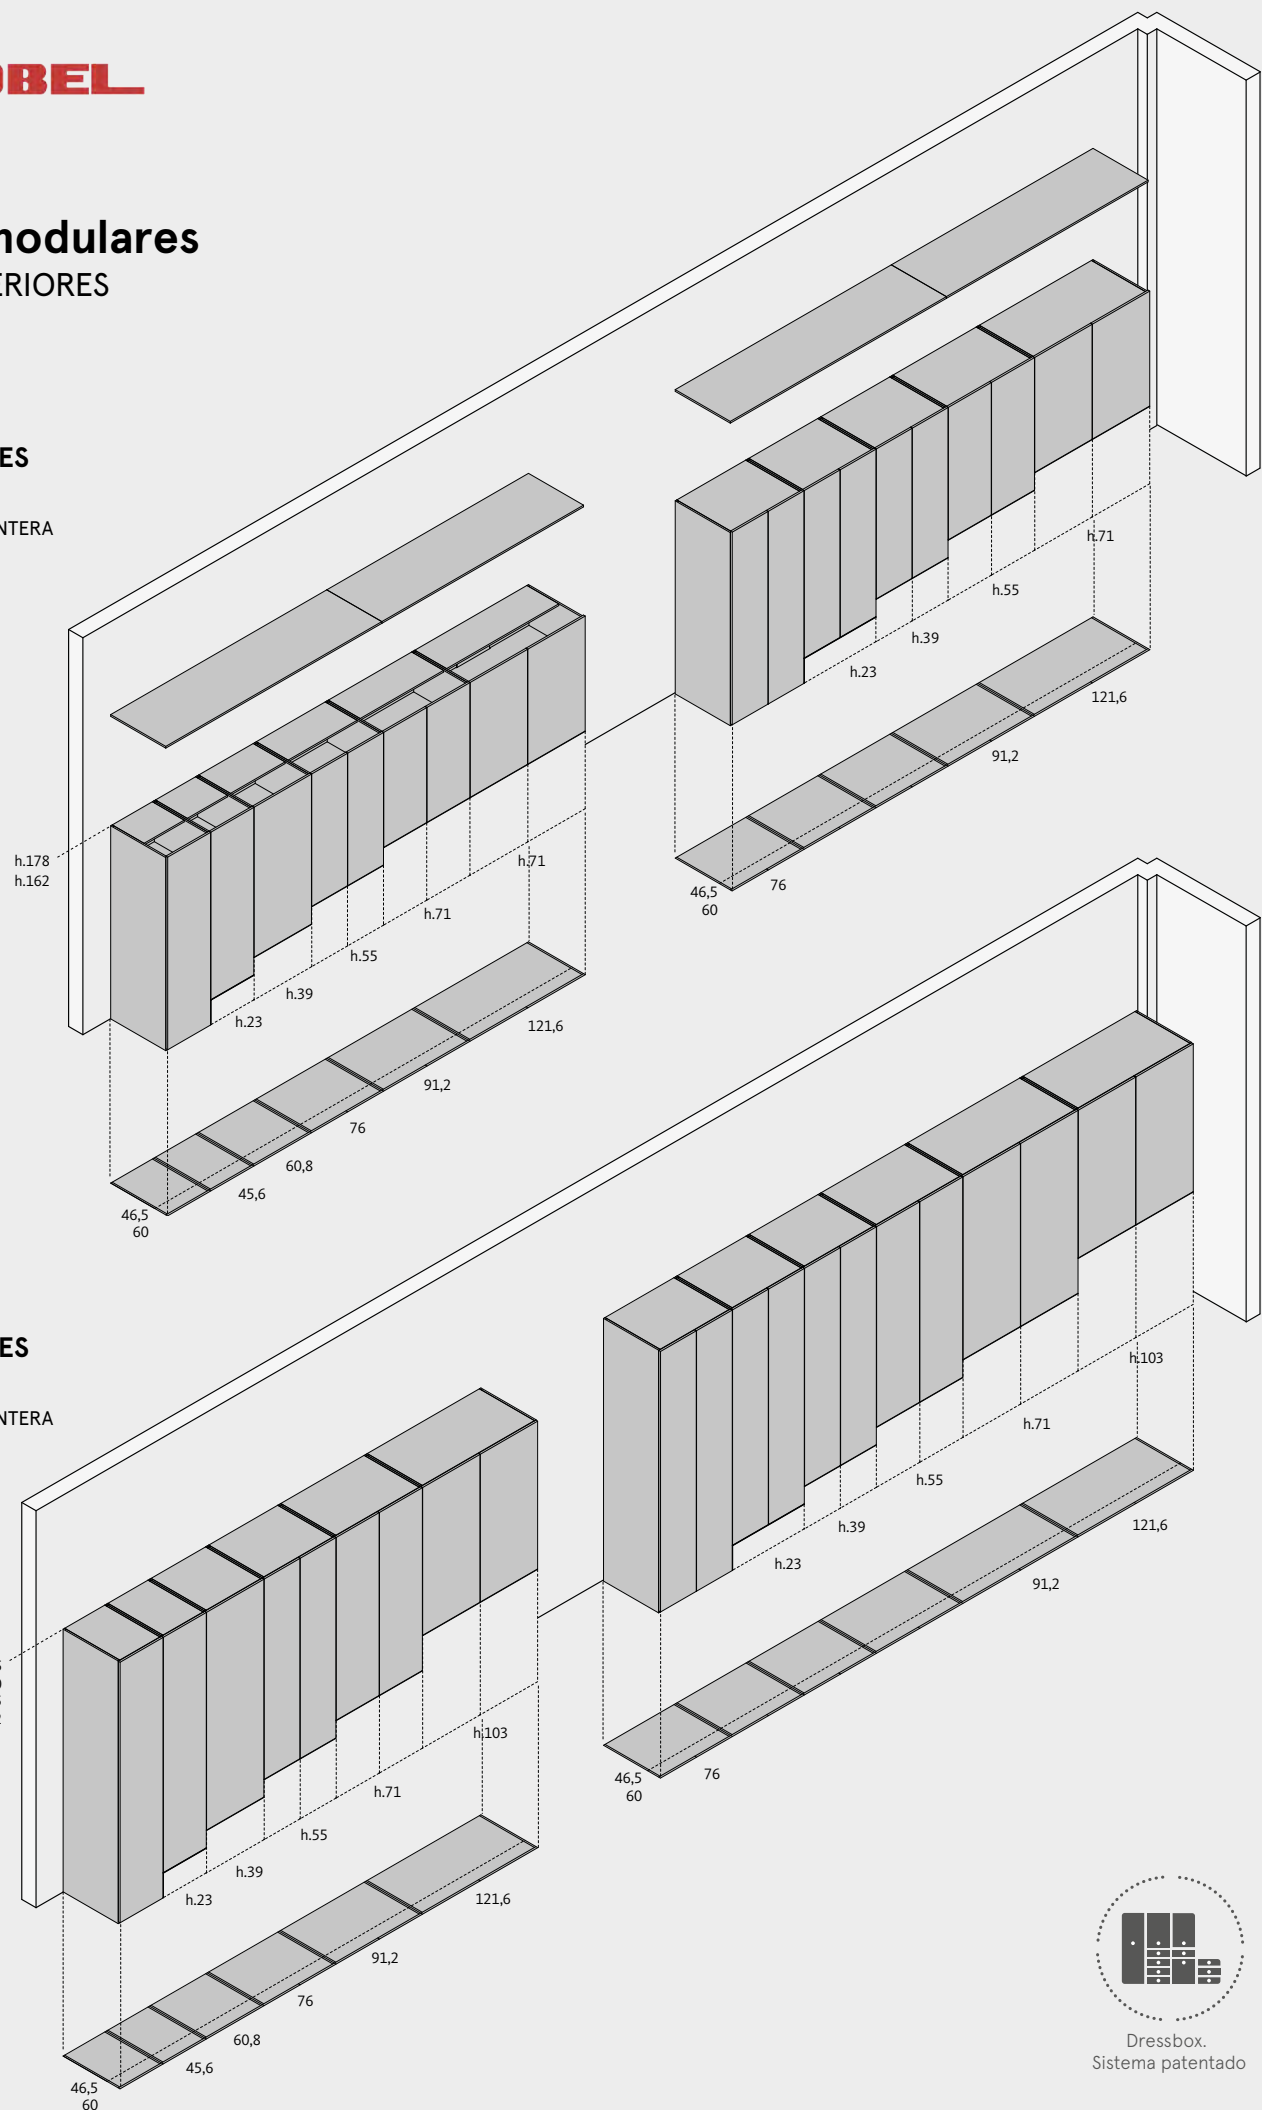 OBEL
modulares
ERIORES
ES
NTERA
h.71
h.55
h.39
h.23
121,6
91,2
76
46,5
60
h.178
h.162
h.71
h.71
h.55
h.39
h.23
121,6
91,2
76
60,8
45,6
46,5
60
ES
NTERA
h.103
h.71
h.55
h.39
h.23
121,6
91,2
76
46,5
60
h.103
h.71
h.55
h.39
h.23
121,6
91,2
76
60,8
45,6
46,5
60
Dressbox.
Sistema patentado